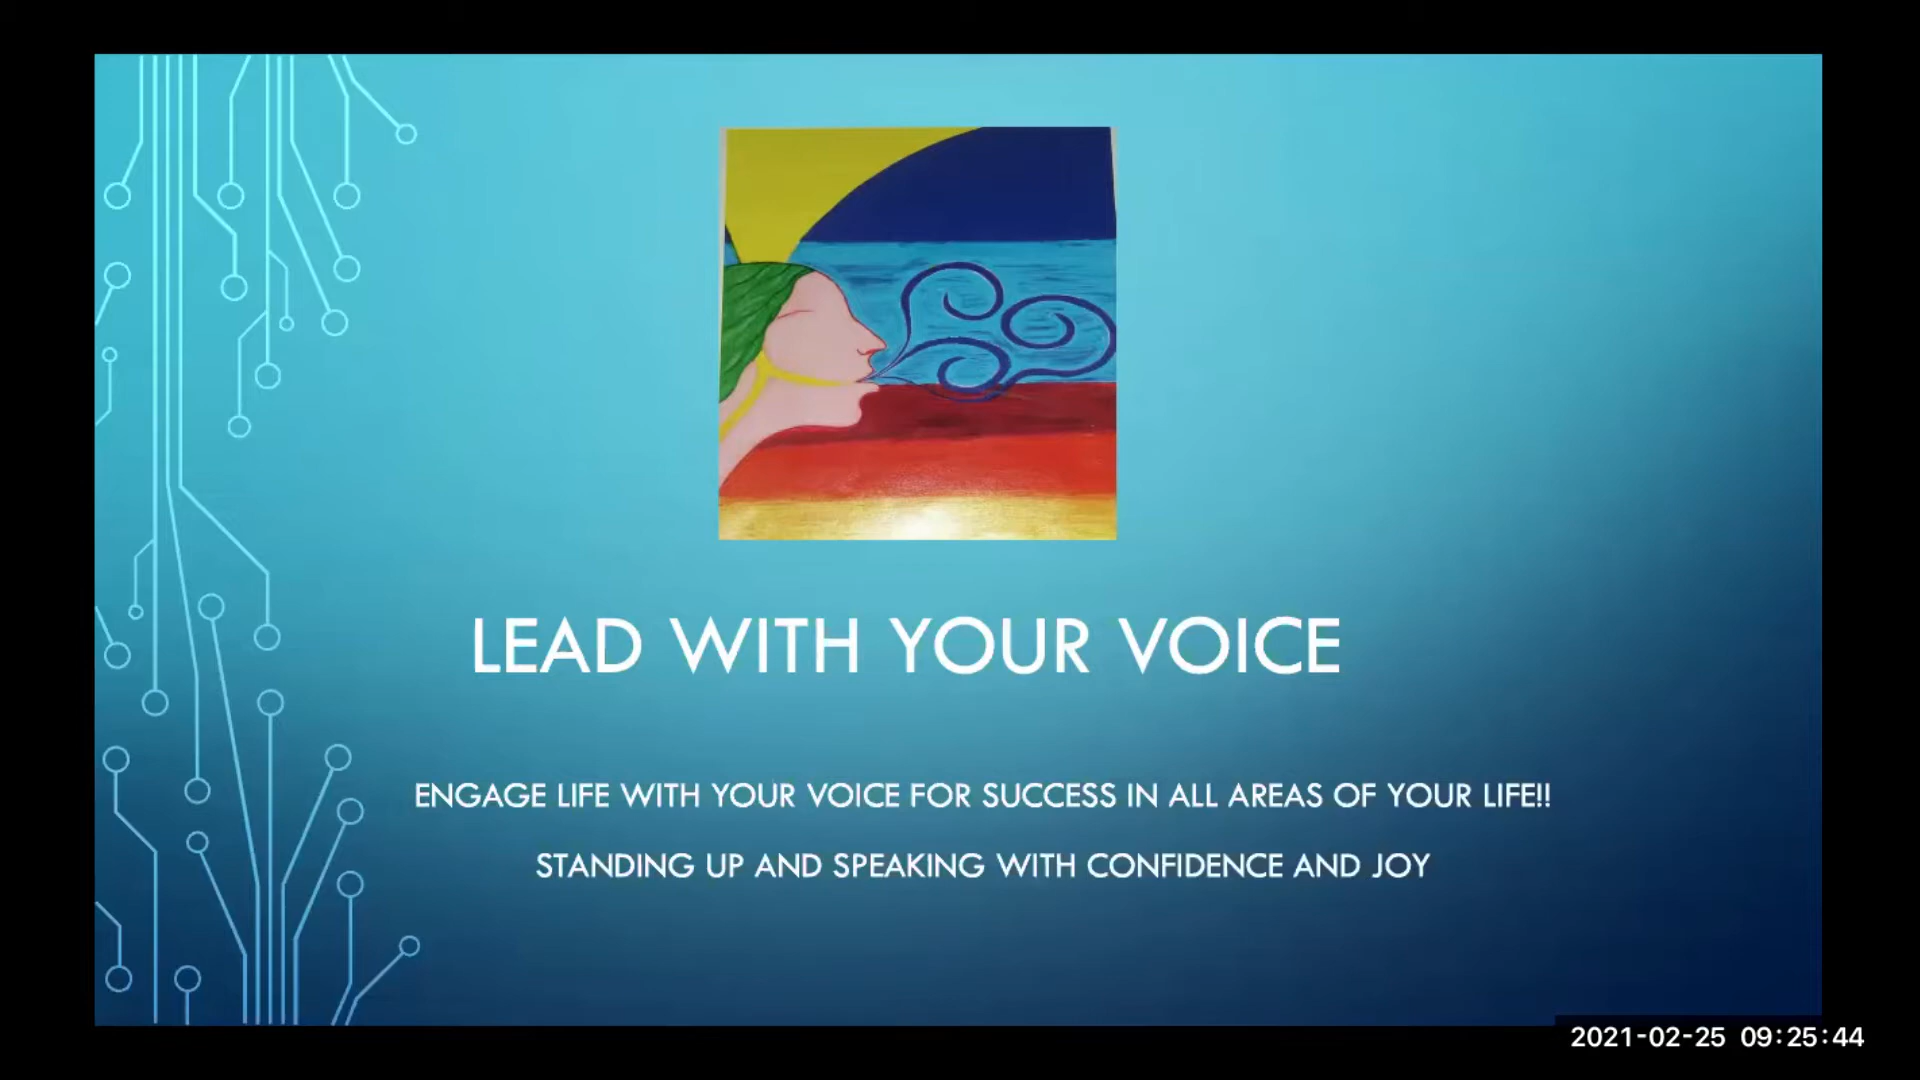 LEAD WITH YOUR VOICE
ENGAGE LIFE WITH YOUR VOICE FOR SUCCESS IN ALL AREAS OF YOUR LIFE!!
STANDING UP AND SPEAKING WITH CONFIDENCE AND JOY
2021-02-25 09:25:44